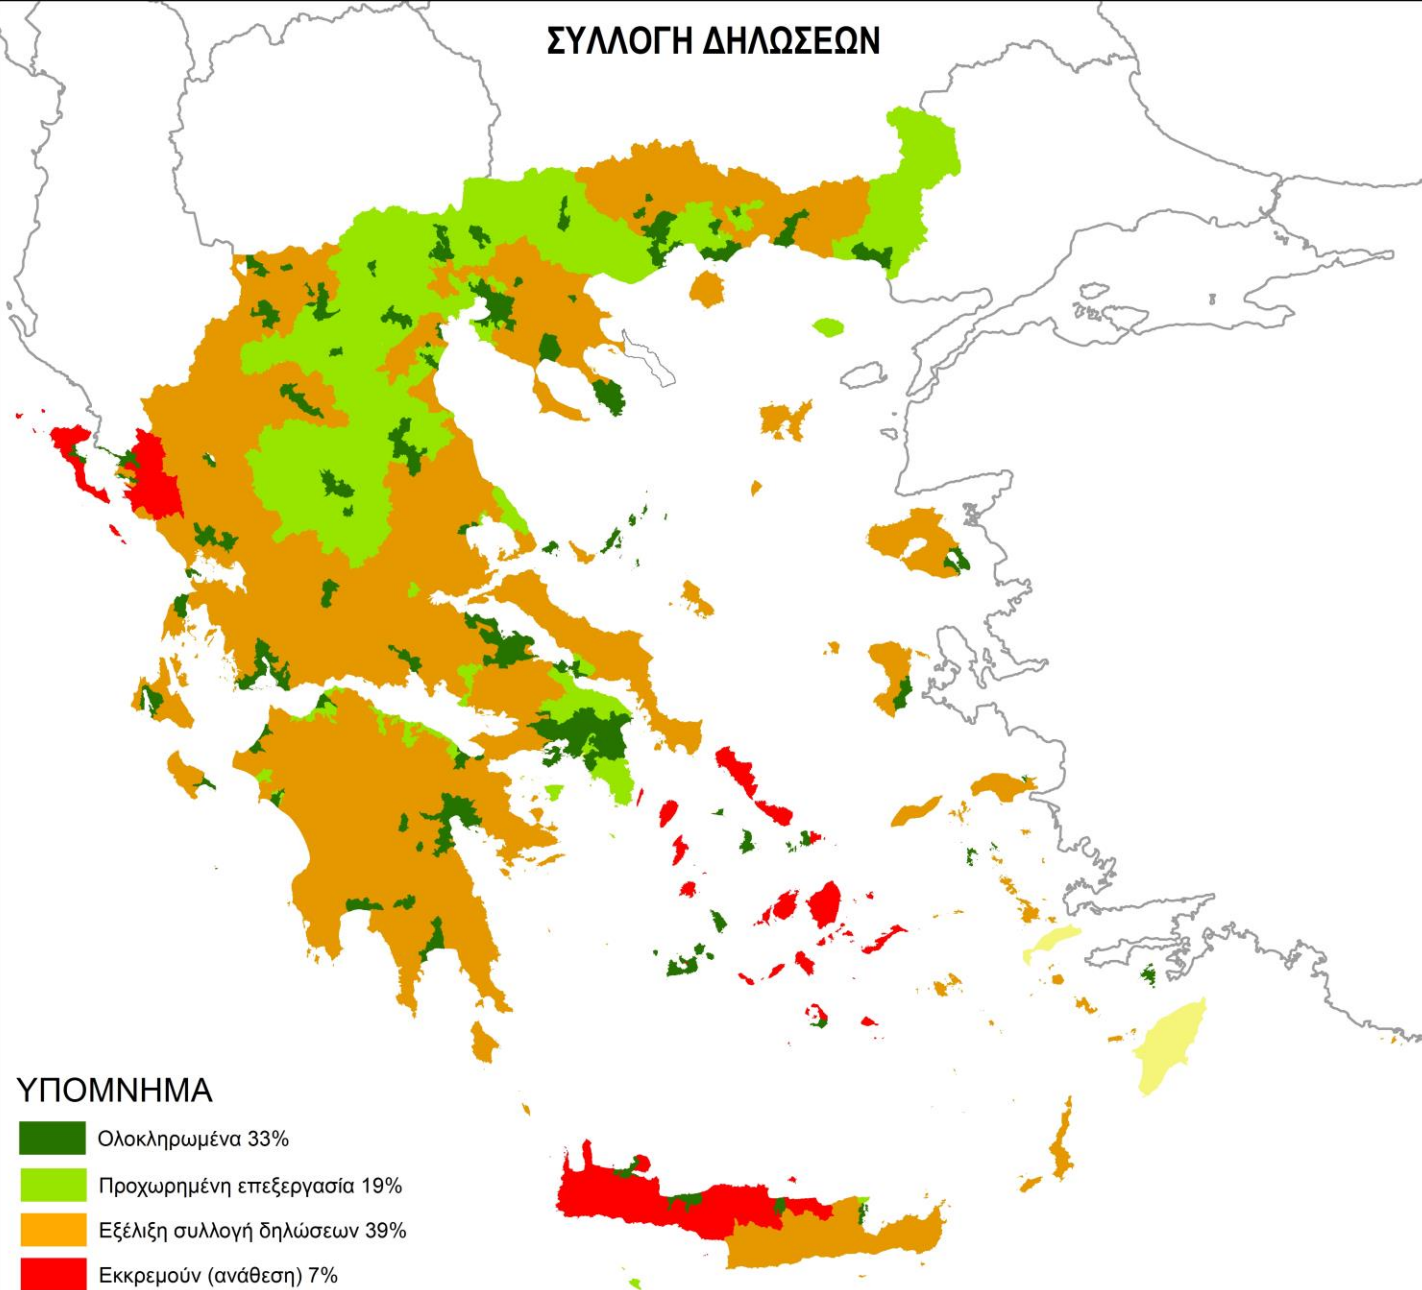 ΣΥΛΛΟΓΗ ΔΗΛΩΣΕΩΝ
ΥΠΟΜΝΗΜΑ
Ολοκληρωμένα 33%
Προχωρημένη επεξεργασία 19%
Εξέλιξη συλλογή δηλώσεων 39%
Εκκρεμούν (ανάθεση) 7%